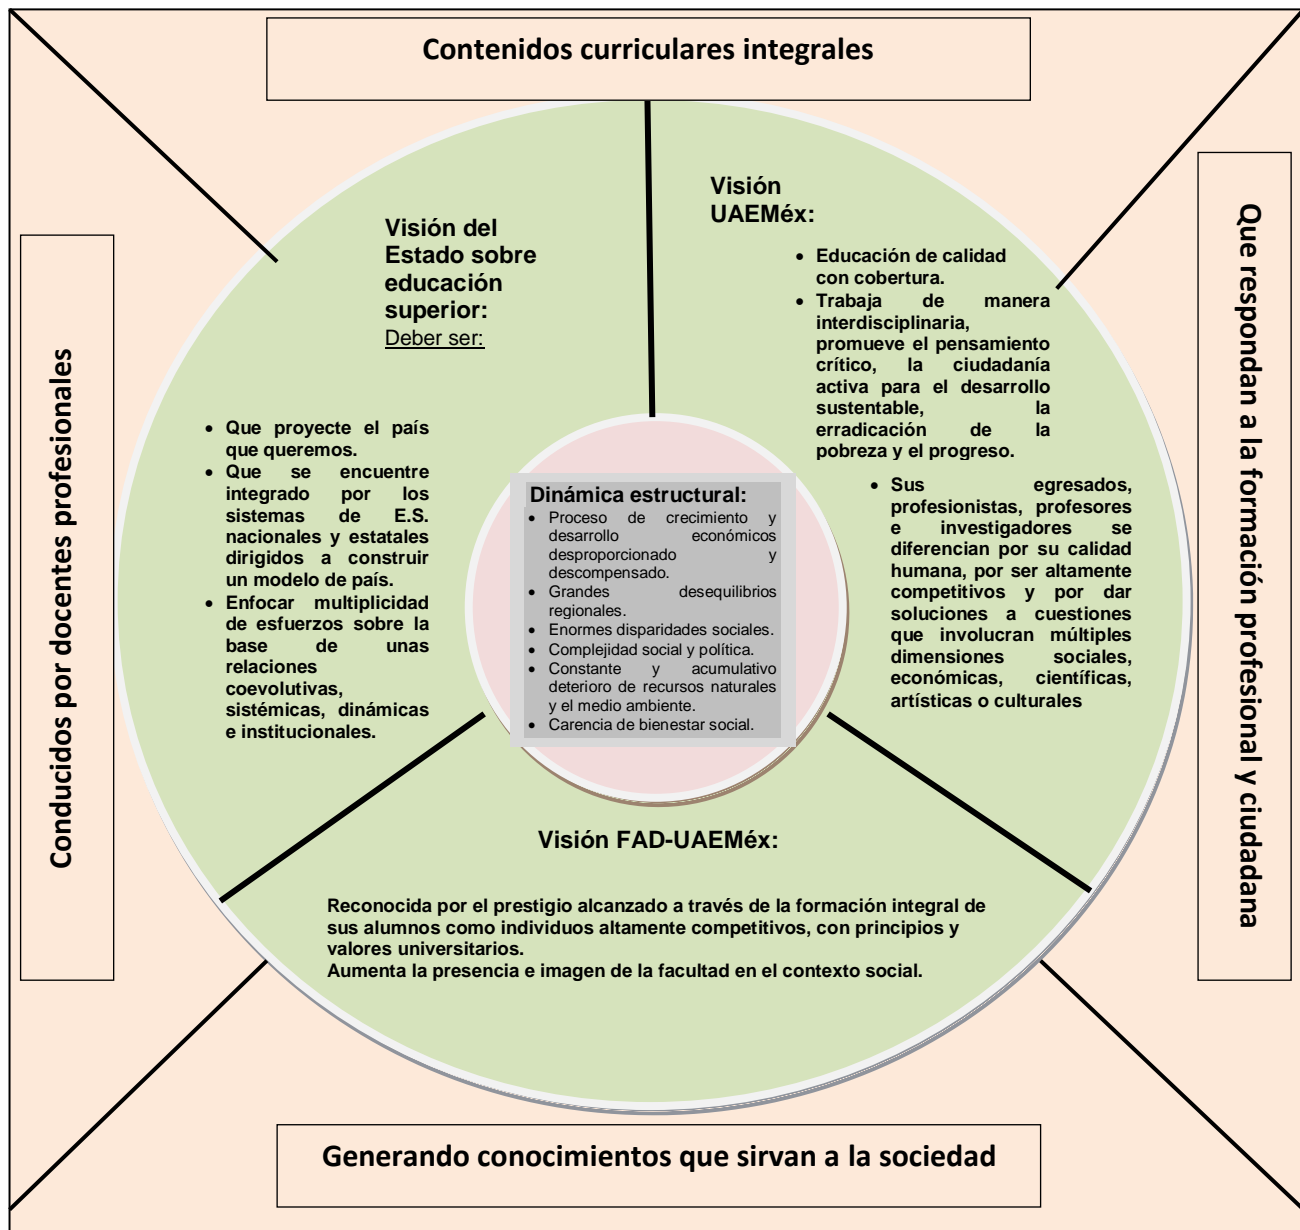 Contenidos curriculares integrales
Visión del
Estado sobre
educación
superior:
Deber ser:
• Que proyecte el país
que queremos.
• Que se encuentre
integrado por los
sistemas de E.S.
nacionales y estatales
dirigidos a construir
un modelo de país.
• Enfocar multiplicidad
de esfuerzos sobre la
base de unas
relaciones
coevolutivas,
sistémicas, dinámicas
e institucionales.
Visión
UAEMéx:
• Educación de calidad
con cobertura.
• Trabaja de manera
interdisciplinaria,
promueve el pensamiento
crítico, la ciudadanía
activa para el desarrollo
sustentable, la
erradicación de la
pobreza y el progreso.
• Sus egresados,
profesionistas, profesores
e investigadores se
diferencian por su calidad
humana, por ser altamente
competitivos y por dar
soluciones a cuestiones
que involucran múltiples
dimensiones sociales,
económicas, científicas,
artísticas o culturales
Dinámica estructural:
• Proceso de crecimiento y
desarrollo económicos
desproporcionado y
descompensado.
• Grandes desequilibrios
regionales.
• Enormes disparidades sociales.
• Complejidad social y política.
• Constante y acumulativo
deterioro de recursos naturales
y el medio ambiente.
• Carencia de bienestar social.
Visión FAD-UAEMéx:
Reconocida por el prestigio alcanzado a través de la formación integral de
sus alumnos como individuos altamente competitivos, con principios y
valores universitarios.
Aumenta la presencia e imagen de la facultad en el contexto social.
Conducidos por docentes profesionales
Que respondan a la formación profesional y ciudadana
Generando conocimientos que sirvan a la sociedad